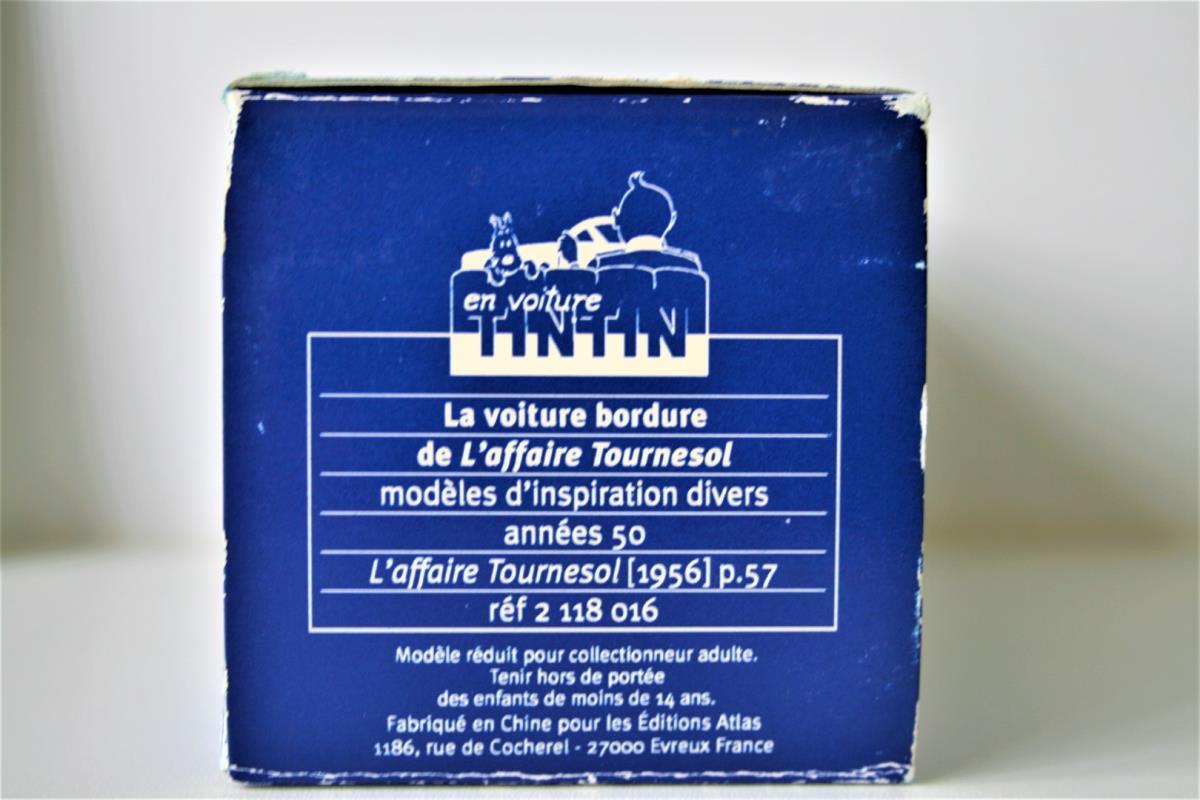 en voiture
TINTIN
La voiture bordure
de L'affaire Tournesol
modèles d'inspiration divers
années 50
L'affaire Tournesol [1956] p.57
réf 2 118 016
Modèle réduit pour collectionneur adulte.
Tenir hors de portée
des enfants de moins de 14 ans.
Fabriqué en Chine pour les Éditions Atlas
1186, rue de Cocherel - 27000 Evreux France